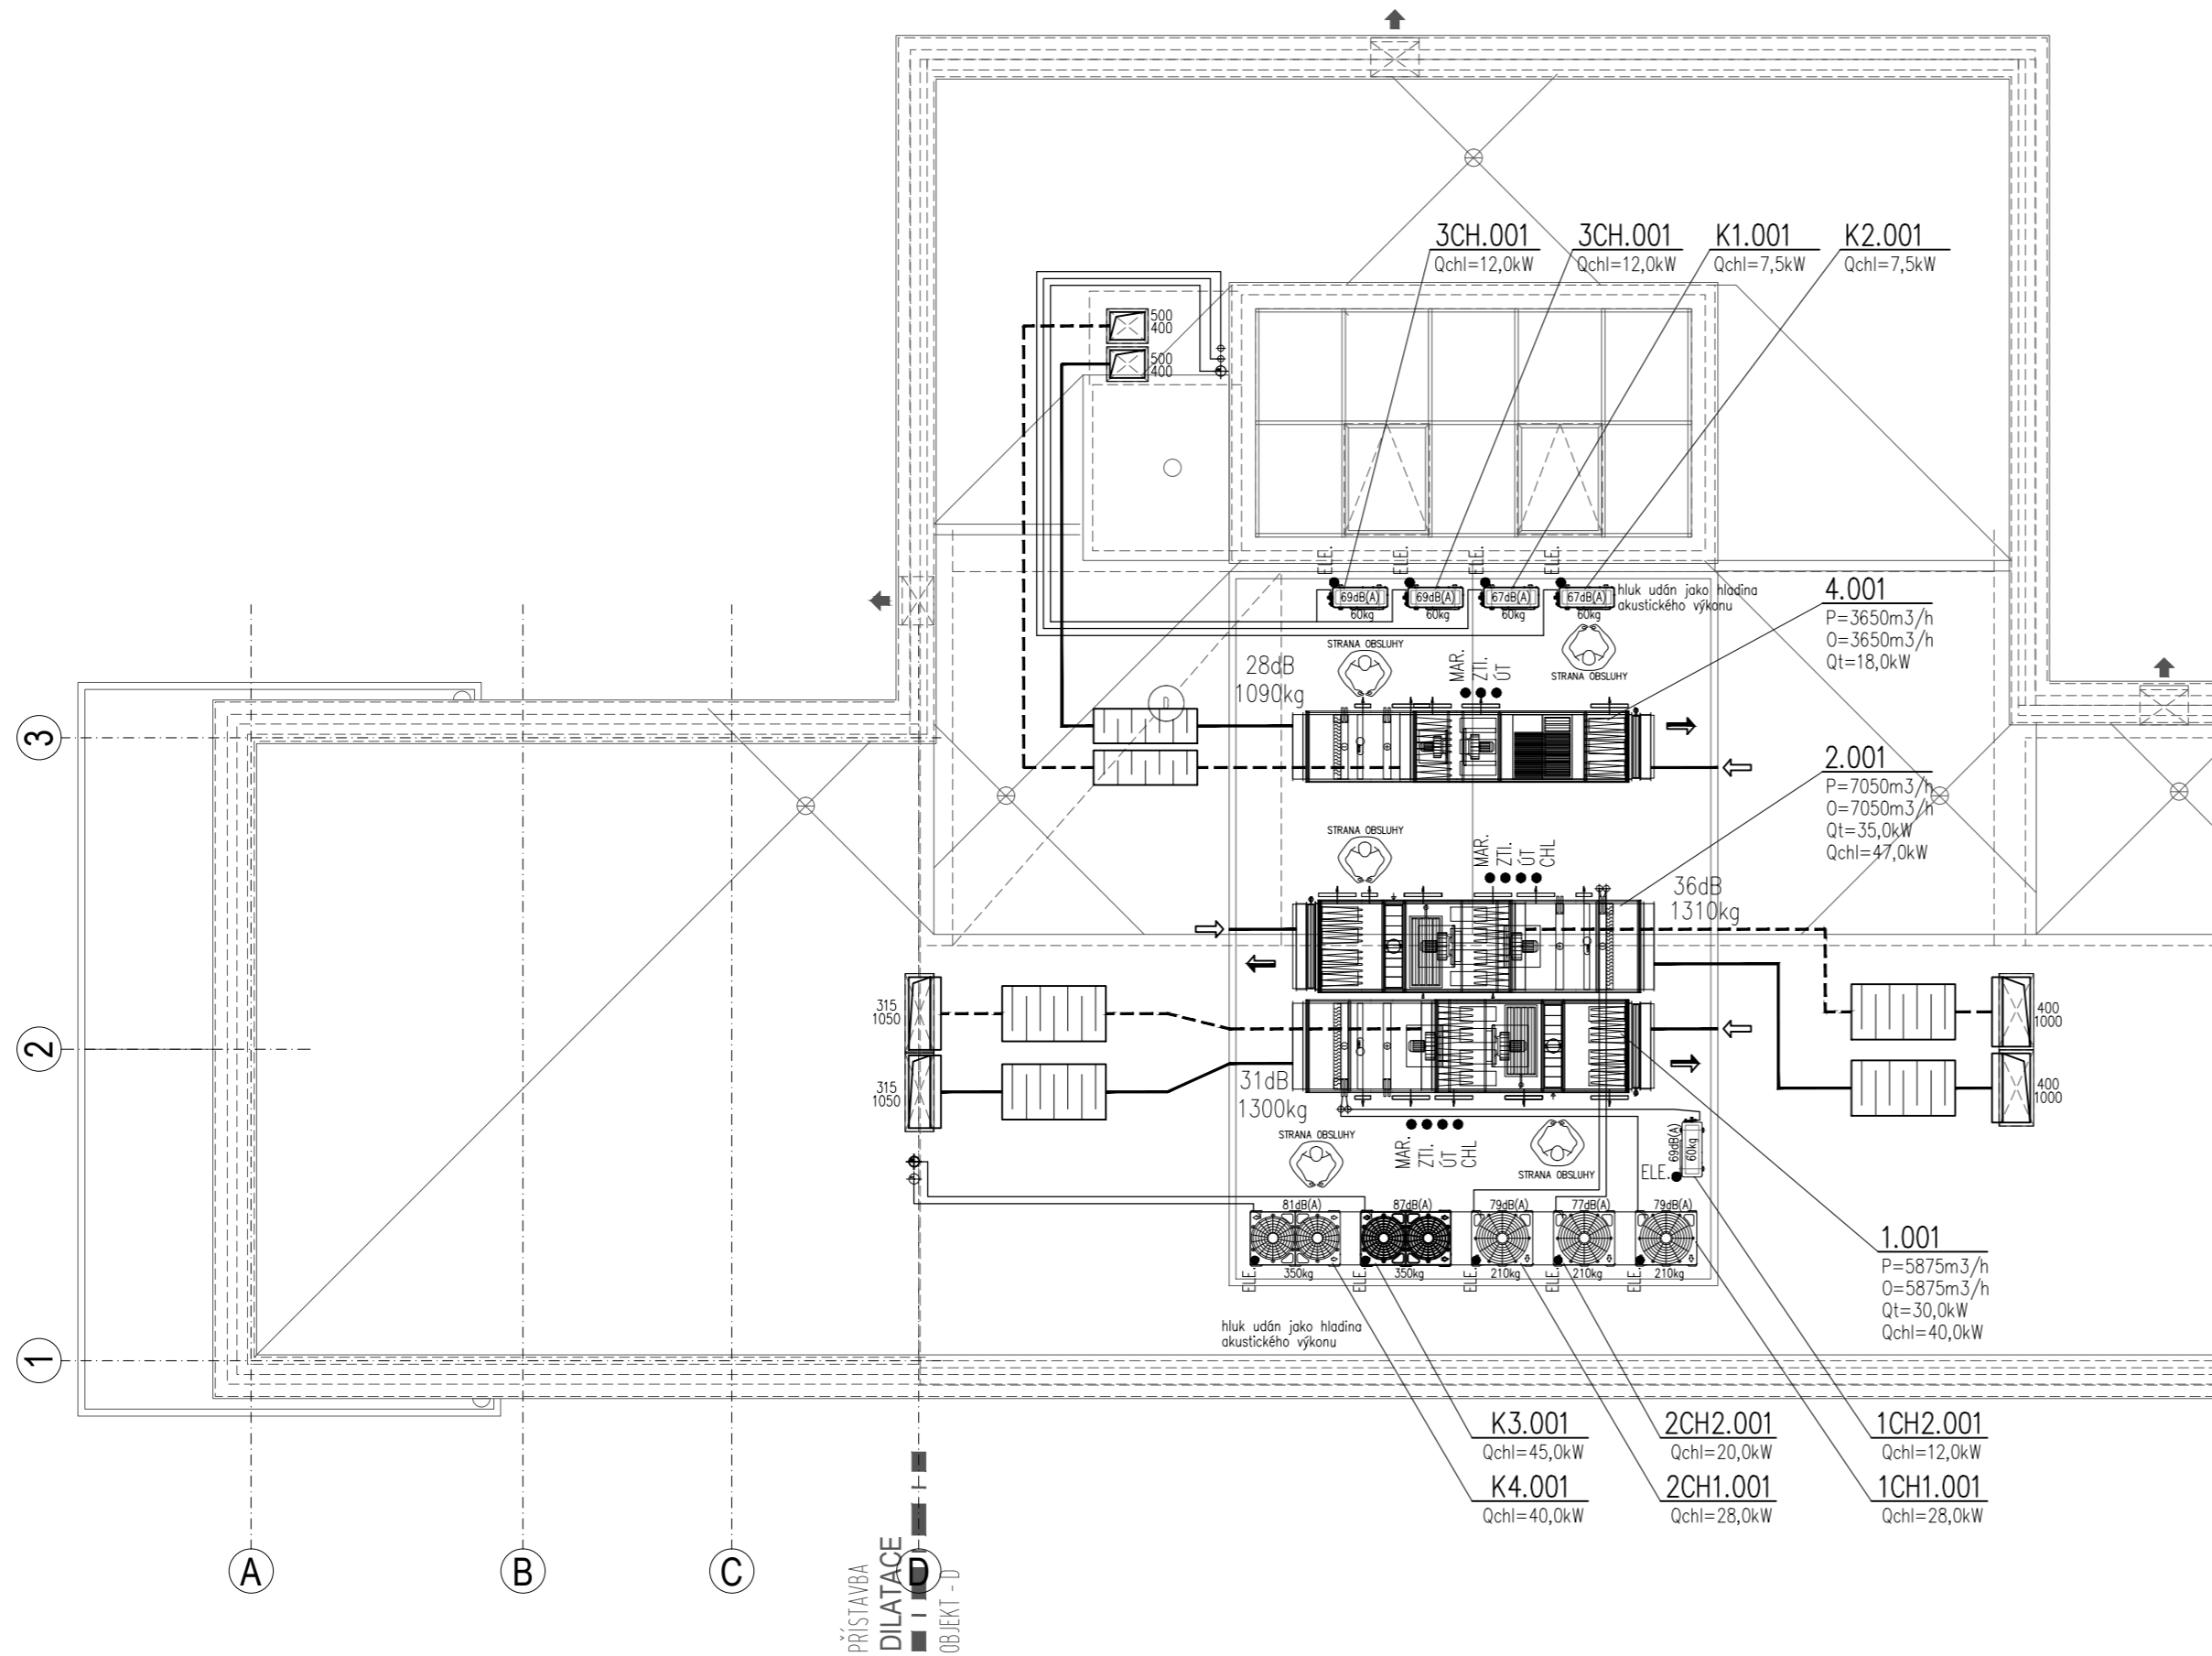 3CH.001
Qchl=12,0kW
3CH.001
Qchl=12,0kW
K1.001
Qchl=7,5kW
K2.001
Qchl=7,5kW
500
400
500
400
ELE.
ELE.
ELE.
ELE.
69dB(A)
60kg
69dB(A)
60kg
67dB(A)
60kg
67dB(A)
60kg
hluk udán jako hladina
akustického výkonu
4.001
P=3650m3/h
O=3650m3/h
Qt=18,0kW
STRANA OBSLUHY
STRANA OBSLUHY
28dB
1090kg
MAR.
ZTI.
ÚT
3
2.001
P=7050m3/h
O=7050m3/h
Qt=35,0kW
Qchl=47,0kW
STRANA OBSLUHY
MAR.
ZTI.
ÚT
CHL
36dB
1310kg
315
1050
315
1050
400
1000
400
1000
2
31dB
1300kg
STRANA OBSLUHY
MAR.
ZTI.
ÚT
CHL
STRANA OBSLUHY
69dB(A)
60kg
ELE.
81dB(A)
87dB(A)
79dB(A)
77dB(A)
79dB(A)
350kg
350kg
210kg
210kg
210kg
ELE.
ELE.
ELE.
ELE.
ELE.
1.001
P=5875m3/h
O=5875m3/h
Qt=30,0kW
Qchl=40,0kW
hluk udán jako hladina
akustického výkonu
1
K3.001
Qchl=45,0kW
2CH2.001
Qchl=20,0kW
1CH2.001
Qchl=12,0kW
K4.001
Qchl=40,0kW
2CH1.001
Qchl=28,0kW
1CH1.001
Qchl=28,0kW
A
B
C
D
PŘÍSTAVBA
DILATACE
OBJEKT - D